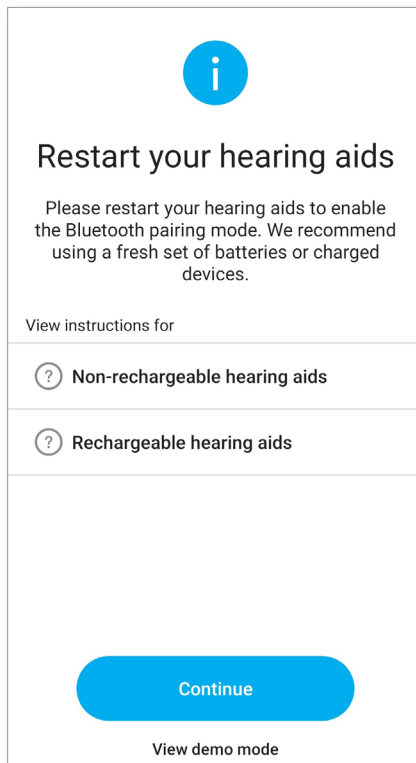 i
Restart your hearing aids
Please restart your hearing aids to enable
the Bluetooth pairing mode. We recommend
using a fresh set of batteries or charged
devices.
View instructions for
? Non-rechargeable hearing aids
? Rechargeable hearing aids
Continue
View demo mode